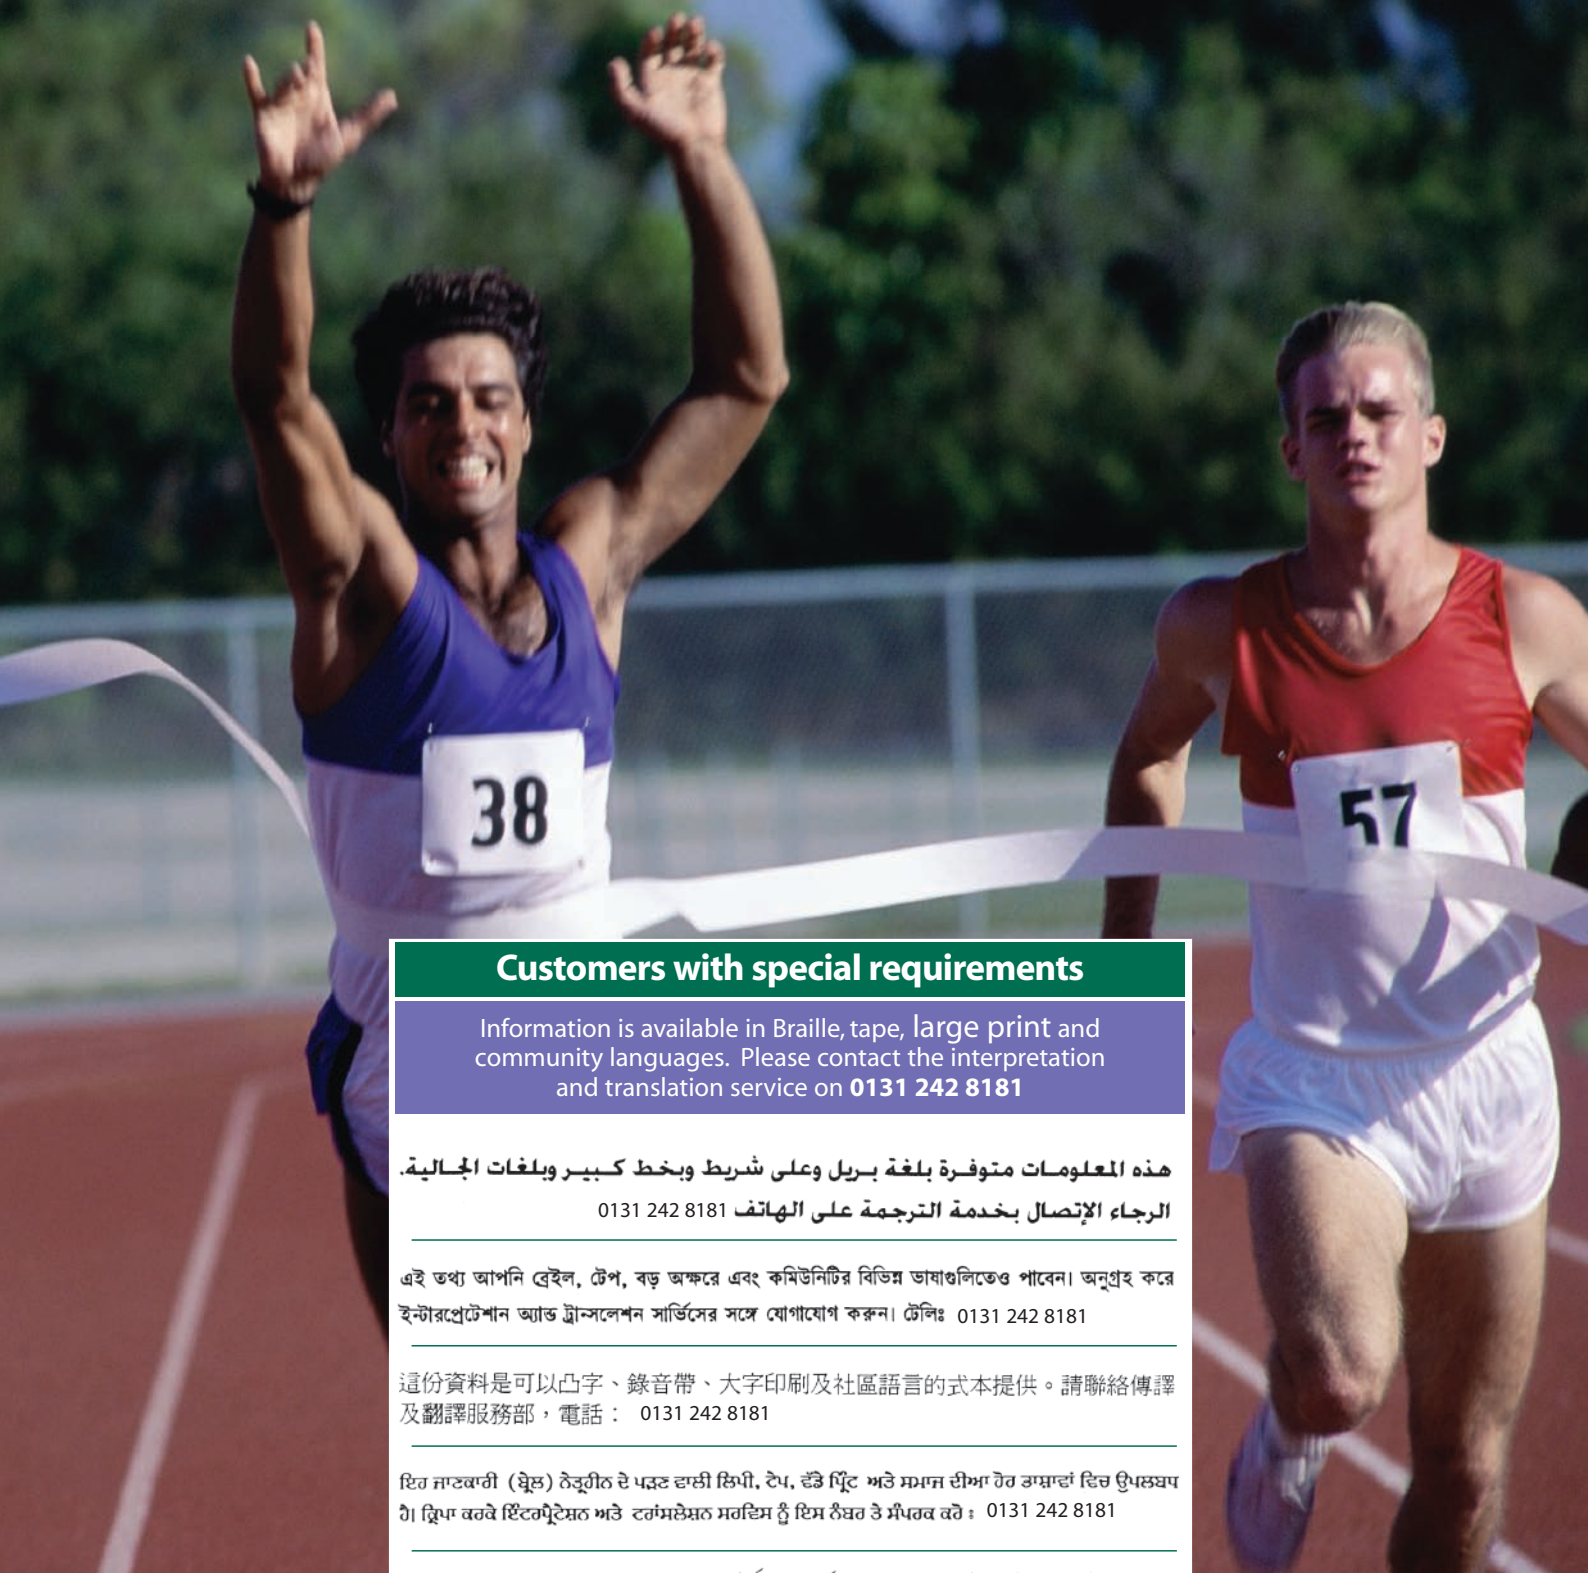 38
57
Customers with special requirements
Information is available in Braille, tape, large print and
community languages. Please contact the interpretation
and translation service on 0131 242 8181
هذه المعلومات متوفرة بلغة بريل وعلى شريط وبخط كبير وبلغات الجالية.
الرجاء الإتصال بخدمة الترجمة على الهاتف 0131 242 8181
এই তথ্য আপনি ব্রেইল, টেপ, বড় অক্ষরে এবং কমিউনিটির বিভিন্ন ভাষাগুলিতেও পাবেন। অনুগ্রহ করে
ইন্টারপ্রেটেশান অ্যান্ড ট্রান্সলেশন সার্ভিসের সঙ্গে যোগাযোগ করুন। টেলিঃ 0131 242 8181
這份資料是可以凸字、錄音帶、大字印刷及社區語言的式本提供。請聯絡傳譯
及翻譯服務部，電話： 0131 242 8181
ਇਹ ਜਾਣਕਾਰੀ (ਬ੍ਰੇਲ) ਨੇਤ੍ਰਹੀਨ ਦੇ ਪੜਣ ਵਾਲੀ ਲਿਪੀ, ਟੇਪ, ਵੱਡੇ ਪ੍ਰਿੰਟ ਅਤੇ ਸਮਾਜ ਦੀਆ ਹੋਰ ਭਾਸ਼ਾਵਾਂ ਵਿਚ ਉਪਲਬਧ
ਹੈ। ਕ੍ਰਿਪਾ ਕਰਕੇ ਇੰਟਰਪ੍ਰੈਟੇਸ਼ਨ ਅਤੇ ਟਰਾਂਸਲੇਸ਼ਨ ਸਰਵਿਸ ਨੂੰ ਇਸ ਨੰਬਰ ਤੇ ਸੰਪਰਕ ਕਰੋ : 0131 242 8181